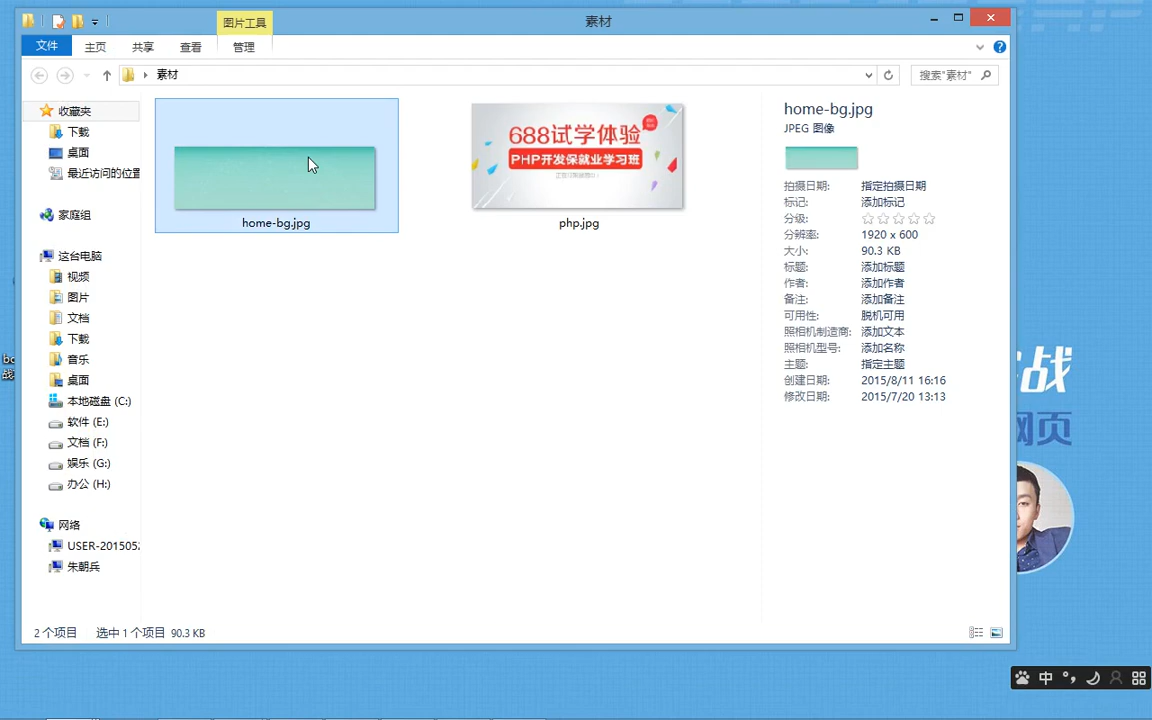 图片工具
素材
文件
主页
共享
查看
管理
素材
搜索"素材"
收藏夹
下载
桌面
最近访问的位置
家庭组
这台电脑
视频
图片
文档
下载
音乐
桌面
本地磁盘 (C:)
软件 (E:)
文档 (F:)
娱乐 (G:)
办公 (H:)
网络
USER-201505
朱朝兵
home-bg.jpg
688试学体验
PHP开发保就业学习班
php.jpg
home-bg.jpg
JPEG 图像
拍摄日期: 指定拍摄日期
标记: 添加标记
分级:
分辨率: 1920 x 600
大小: 90.3 KB
标题: 添加标题
作者: 添加作者
备注: 添加备注
可用性: 脱机可用
照相机制造商: 添加文本
照相机型号: 添加名称
主题: 指定主题
创建日期: 2015/8/11 16:16
修改日期: 2015/7/20 13:13
战
网页
2 个项目 选中 1 个项目 90.3 KB
中